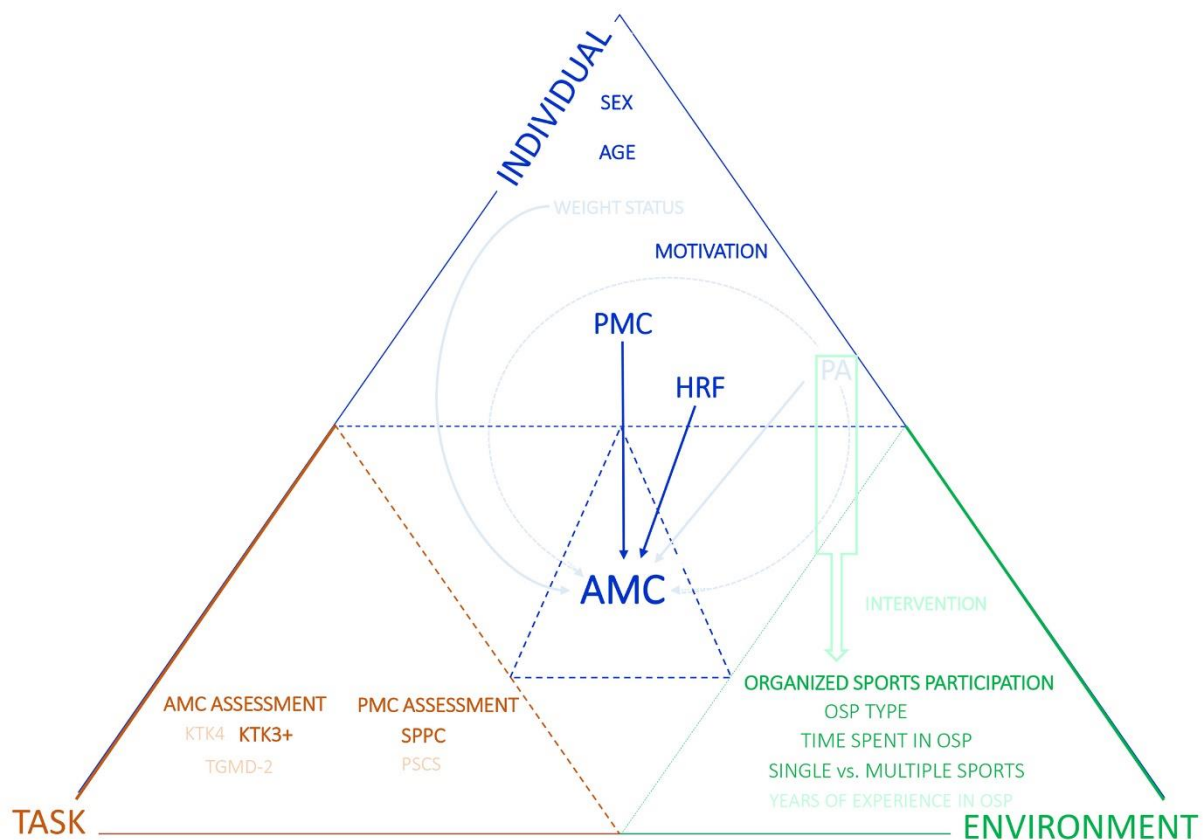 INDIVIDUAL
SEX
AGE
WEIGHT STATUS
MOTIVATION
PMC
PA
HRF
AMC
INTERVENTION
AMC ASSESSMENT
KTK4 KTK3+
TGMD-2
PMC ASSESSMENT
SPPC
PSCS
ORGANIZED SPORTS PARTICIPATION
OSP TYPE
TIME SPENT IN OSP
SINGLE vs. MULTIPLE SPORTS
YEARS OF EXPERIENCE IN OSP
TASK
ENVIRONMENT